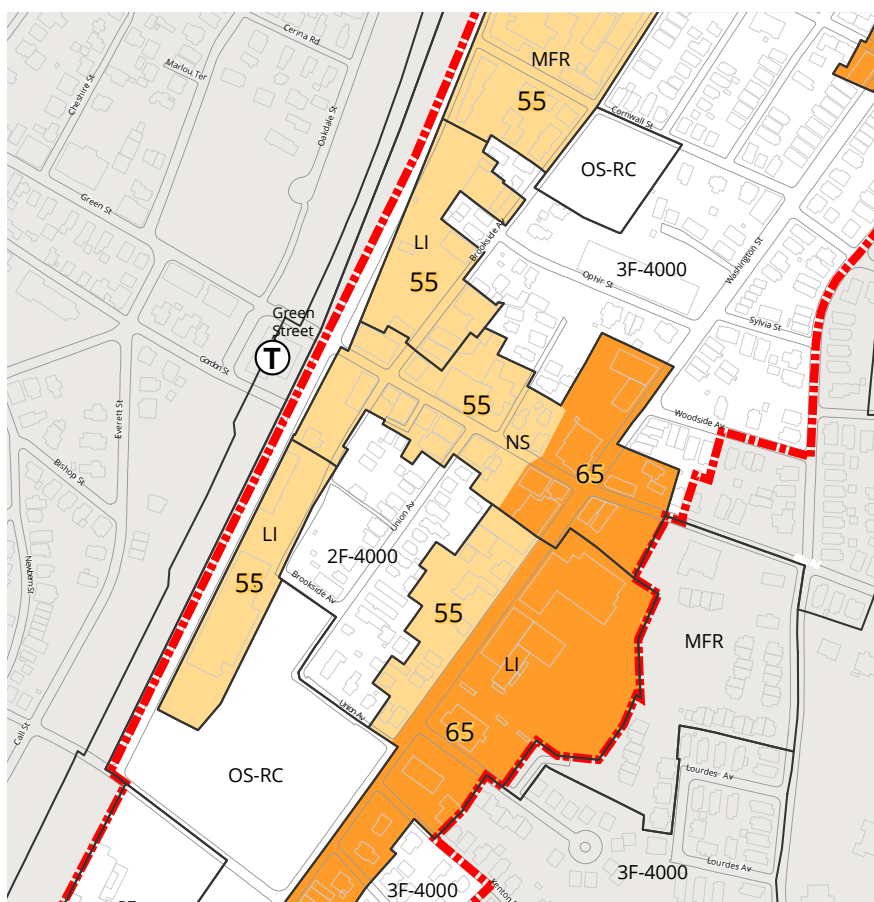 Cerina Rd
Marlou Ter
Cheshire St
Oakdale St
MFR
55
Cornwall St
OS-RC
Green St
Brookside Av
LI
55
Ophir St
3F-4000
Washington St
Sylvia St
Green
Street
T
Gordon St
Everett St
55
NS
Woodside Av
65
Bishop St
Union Av
LI
2F-4000
Newbern St
Brookside Av
55
55
MFR
LI
Union Av
65
Call St
OS-RC
Lourdes Av
3F-4000
Lourdes Av
3F-4000